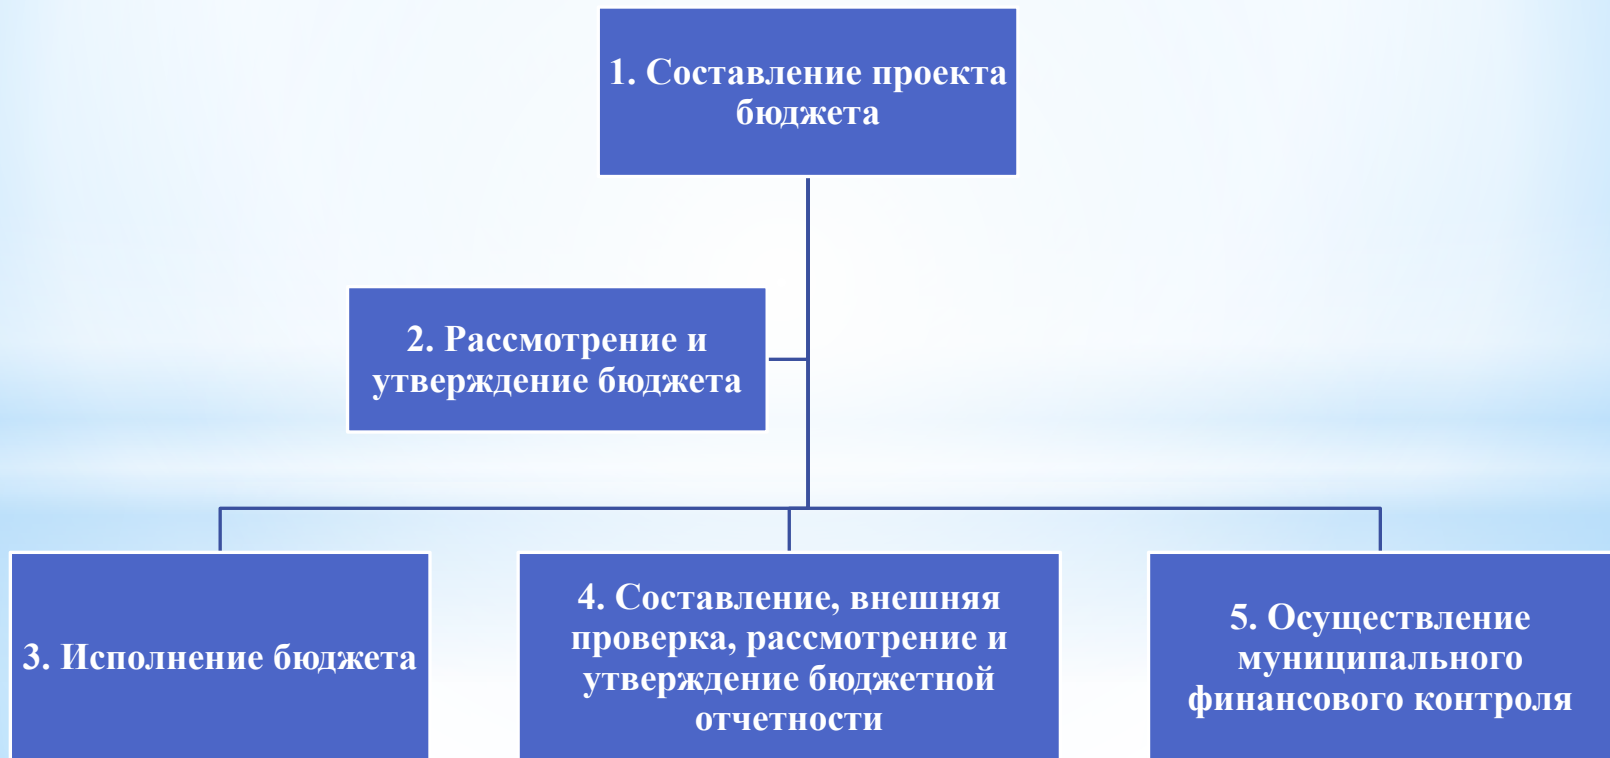 1. Составление проекта
бюджета
2. Рассмотрение и
утверждение бюджета
3. Исполнение бюджета
4. Составление, внешняя
проверка, рассмотрение и
утверждение бюджетной
отчетности
5. Осуществление
муниципального
финансового контроля